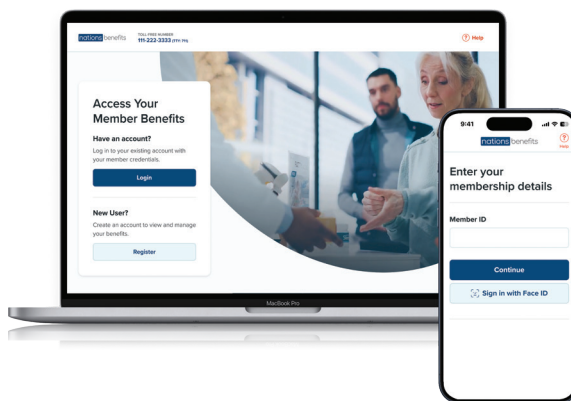 nations benefits
TOLL-FREE NUMBER
111-222-3333 (TTY: 711)
Help
Access Your
Member Benefits
Have an account?
Log in to your existing account with
your member credentials.
Login
New User?
Create an account to view and manage
your benefits.
Register
MacBook Pro
9:41
nations benefits
Help
Enter your
membership details
Member ID
Continue
Sign in with Face ID